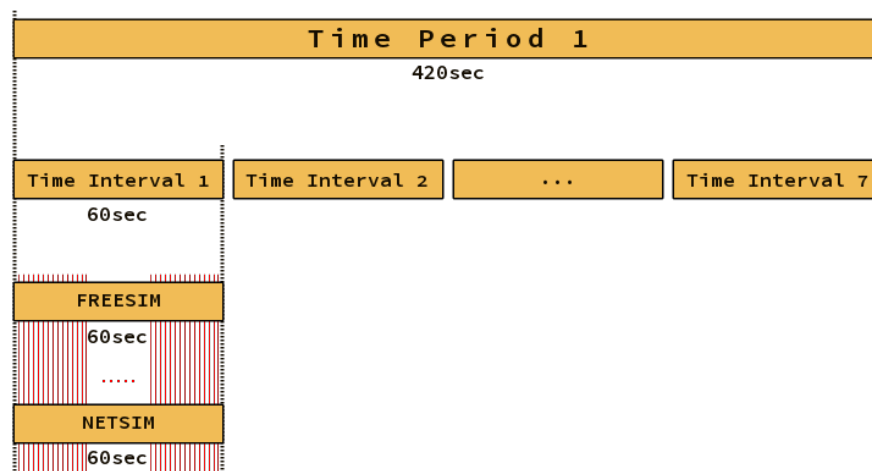 Time Period 1
420sec
Time Interval 1 Time Interval 2 ... Time Interval 7
60sec
FREESIM
60sec
.....
NETSIM
60sec